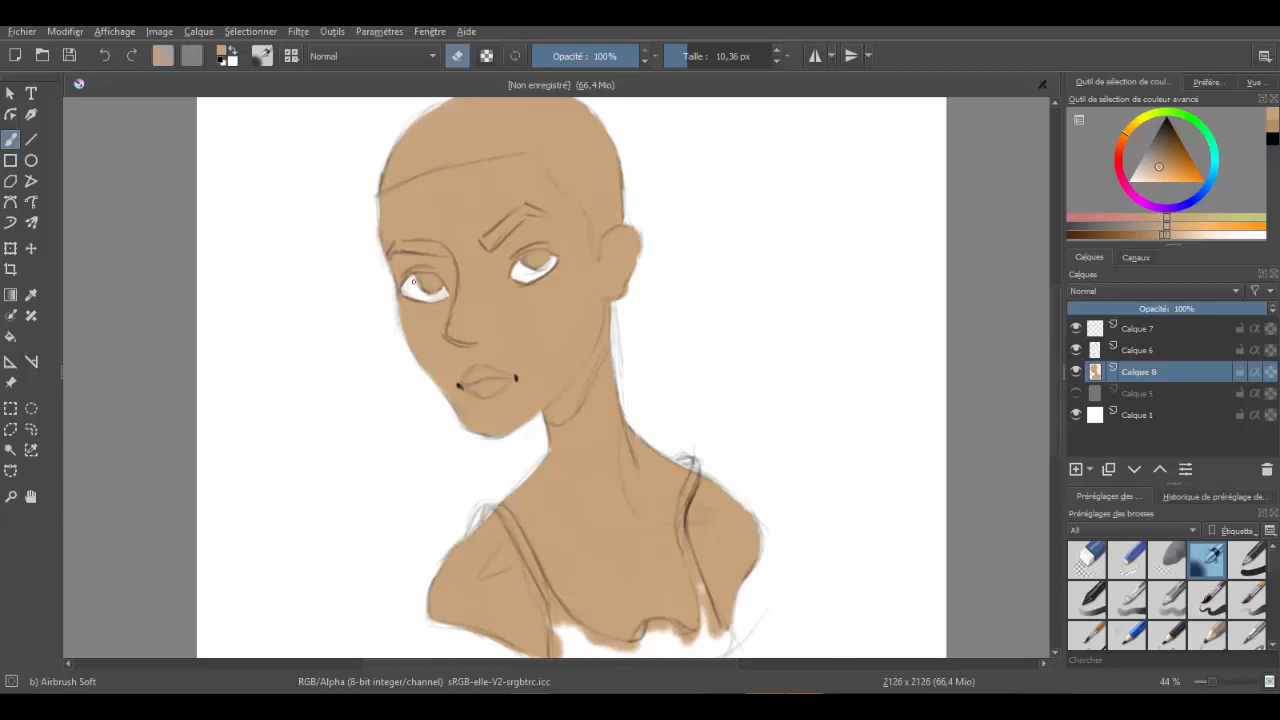 Fichier Modifier Affichage Image Calque Sélectionner Filtre Outils Paramètres Fenêtre Aide
Normal Opacité : 100% Taille : 10,36 px
[Non enregistré] (66,4 Mio)
Outil de sélection de coul... Préfére... Vue ...
Outil de sélection de couleur avancé
Calques Canaux
Calques
Normal
Opacité: 100%
Calque 7
Calque 6
Calque 8
Calque 5
Calque 1
Préréglages des ... Historique de préréglage de...
Préréglages des brosses
All Étiquette
Chercher
b) Airbrush Soft RGB/Alpha (8-bit integer/channel) sRGB-elle-V2-srgbtrc.icc 2126 x 2126 (66,4 Mio) 44 %